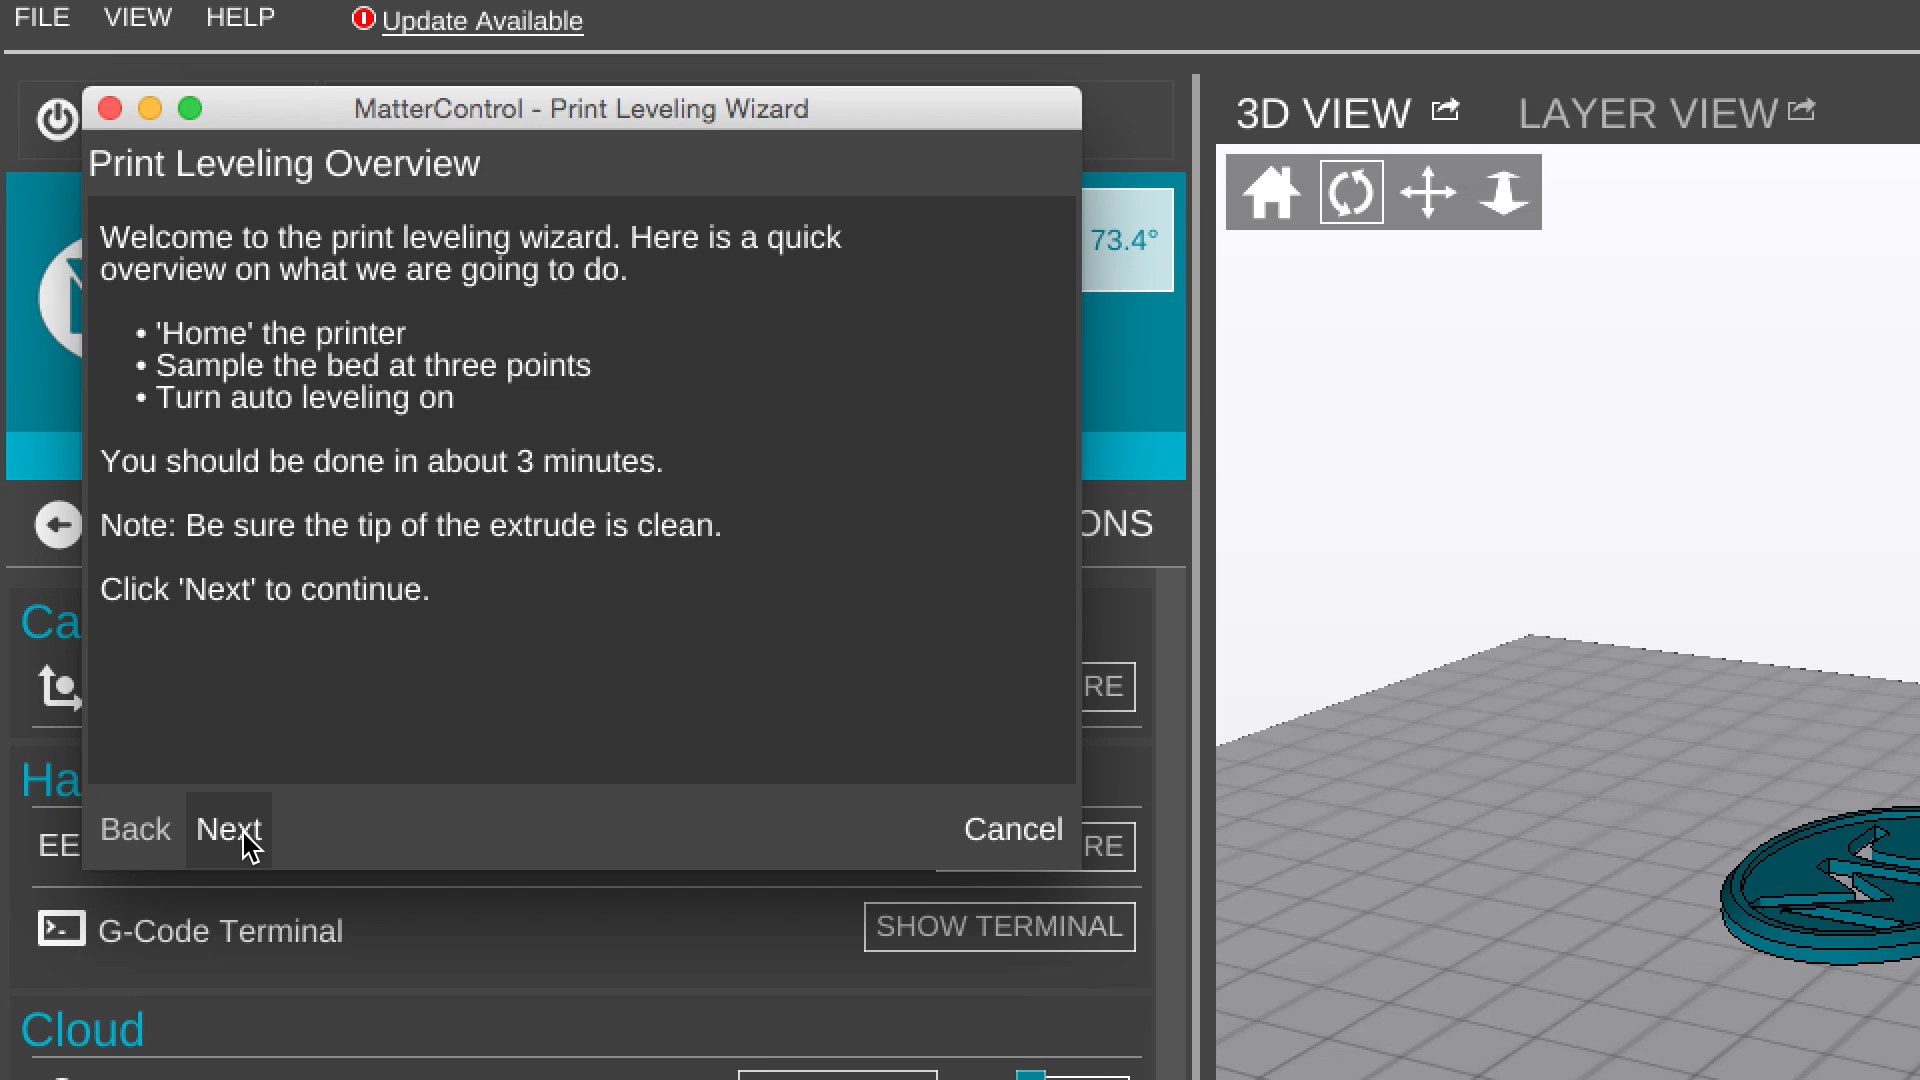 FILE VIEW HELP Update Available
MatterControl - Print Leveling Wizard
3D VIEW LAYER VIEW
Print Leveling Overview
Welcome to the print leveling wizard. Here is a quick
overview on what we are going to do.
73.4°
• 'Home' the printer
• Sample the bed at three points
• Turn auto leveling on
You should be done in about 3 minutes.
Note: Be sure the tip of the extrude is clean.
ONS
Click 'Next' to continue.
Ca
RE
Ha
Back Next Cancel
EE RE
G-Code Terminal SHOW TERMINAL
Cloud